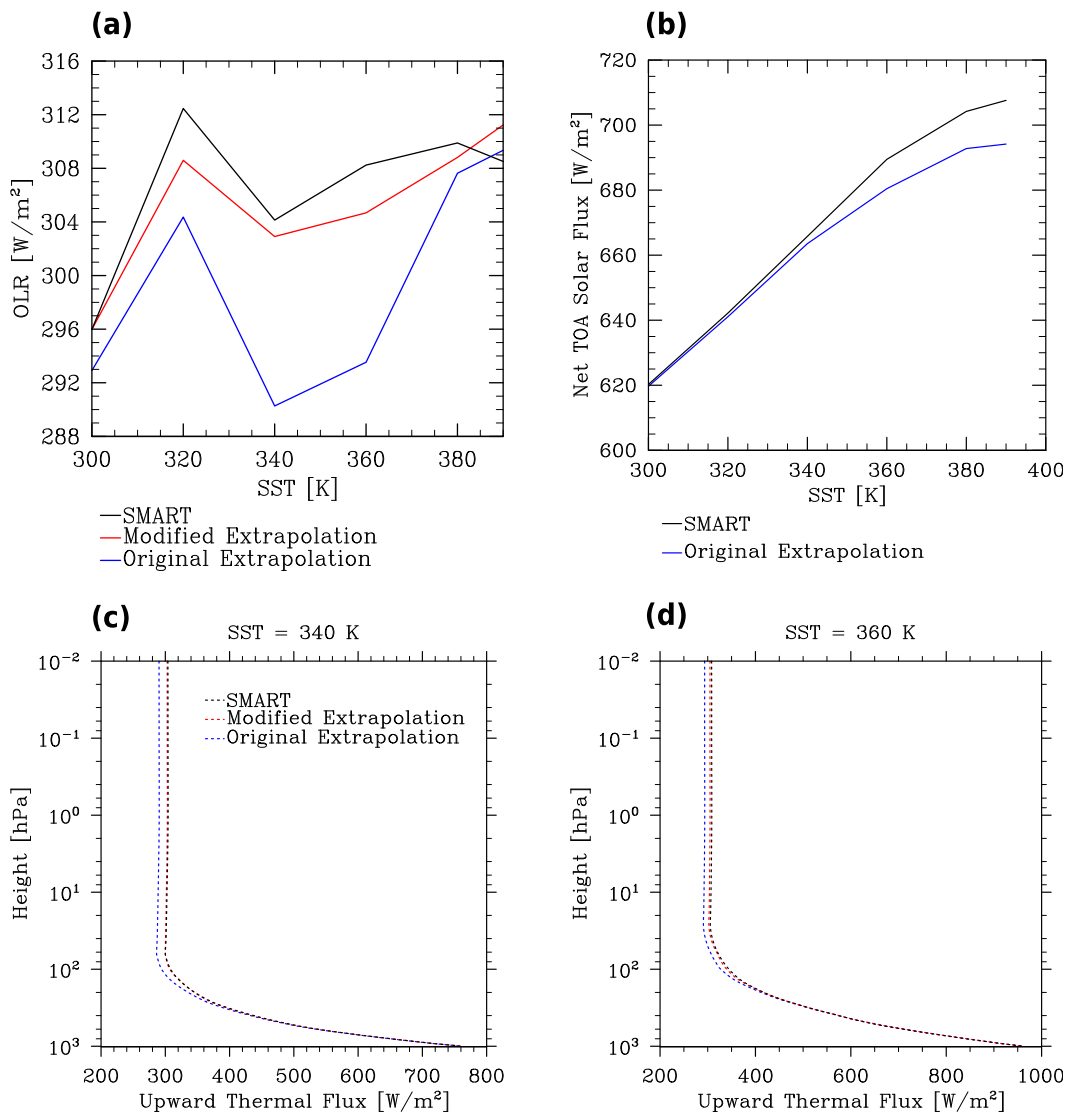 (a)
316
312
308
304
300
296
292
288
OLR [W/m²]
300 320 340 360 380
SST [K]
SMART
Modified Extrapolation
Original Extrapolation
(b)
720
700
680
660
640
620
600
Net TOA Solar Flux [W/m²]
300 320 340 360 380 400
SST [K]
SMART
Original Extrapolation
(c)
SST = 340 K
10⁻²
10⁻¹
10⁰
10¹
10²
10³
Height [hPa]
SMART
Modified Extrapolation
Original Extrapolation
200 300 400 500 600 700 800
Upward Thermal Flux [W/m²]
(d)
SST = 360 K
10⁻²
10⁻¹
10⁰
10¹
10²
10³
Height [hPa]
200 400 600 800 1000
Upward Thermal Flux [W/m²]